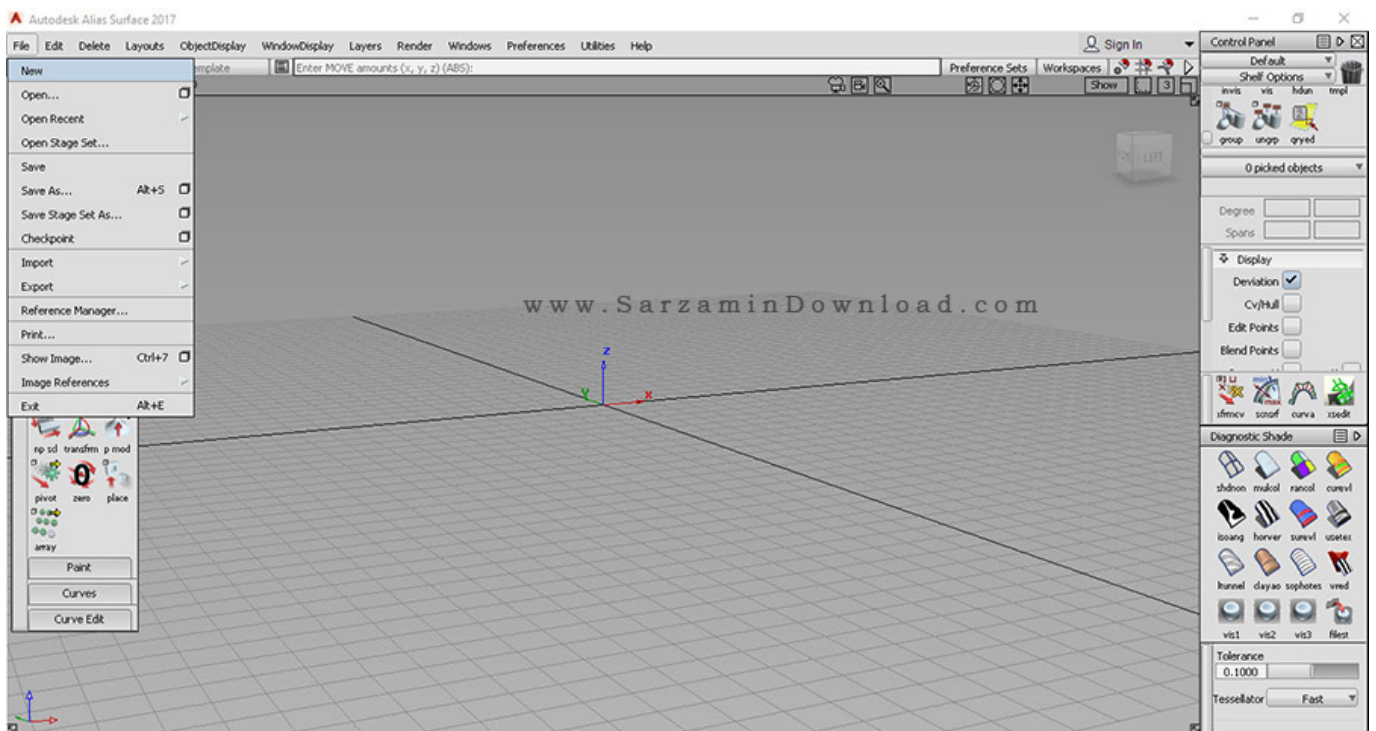 Autodesk Alias Surface 2017
File Edit Delete Layouts ObjectDisplay WindowDisplay Layers Render Windows Preferences Utilities Help
Sign In
Enter MOVE amounts (x, y, z) (ABS):
Preference Sets Workspaces
Show 3
New
Open...
Open Recent
Open Stage Set...
Save
Save As... Alt+S
Save Stage Set As...
Checkpoint
Import
Export
Reference Manager...
Print...
Show Image... Ctrl+7
Image References
Exit Alt+E
np sd transfm p mod
pivot zero place
array
Paint
Curves
Curve Edit
LEFT
www.SarzaminDownload.com
Z
Y
X
Control Panel
Default
Shelf Options
invis vis hdun tmpl
group ungrp qryed
0 picked objects
Degree
Spans
Display
Deviation
Cv/Hull
Edit Points
Blend Points
xfmcv scnsrf curva xsedit
Diagnostic Shade
shdnon mulcol rancol curevl
isoang horver surevl usetex
ltunnel clayao sophotes vred
vis1 vis2 vis3 filest
Tolerance
0.1000
Tessellator Fast